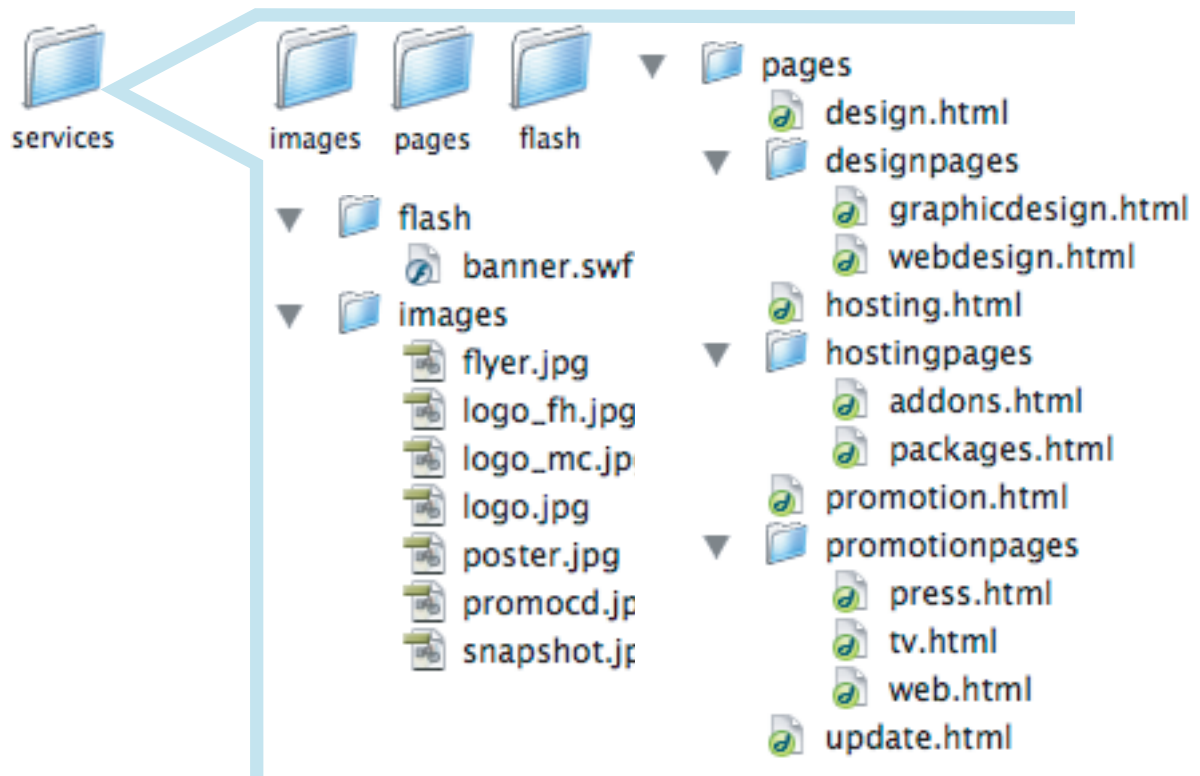 services
images
pages
flash
flash
banner.swf
images
flyer.jpg
logo_fh.jpg
logo_mc.jp
logo.jpg
poster.jpg
promocd.jp
snapshot.jp
pages
design.html
designpages
graphicdesign.html
webdesign.html
hosting.html
hostingpages
addons.html
packages.html
promotion.html
promotionpages
press.html
tv.html
web.html
update.html